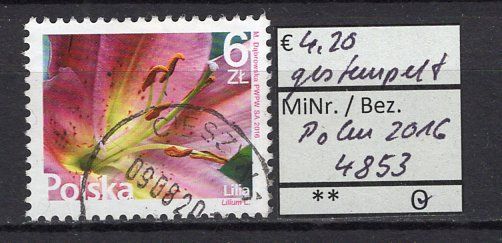 6
ZŁ
M. Dąbrowska PWPW SA, 2016
Polska
Lilia
Lilium L.
€ 4,20
gestempelt
MiNr. / Bez.
Polen 2016
4853
** ⊙